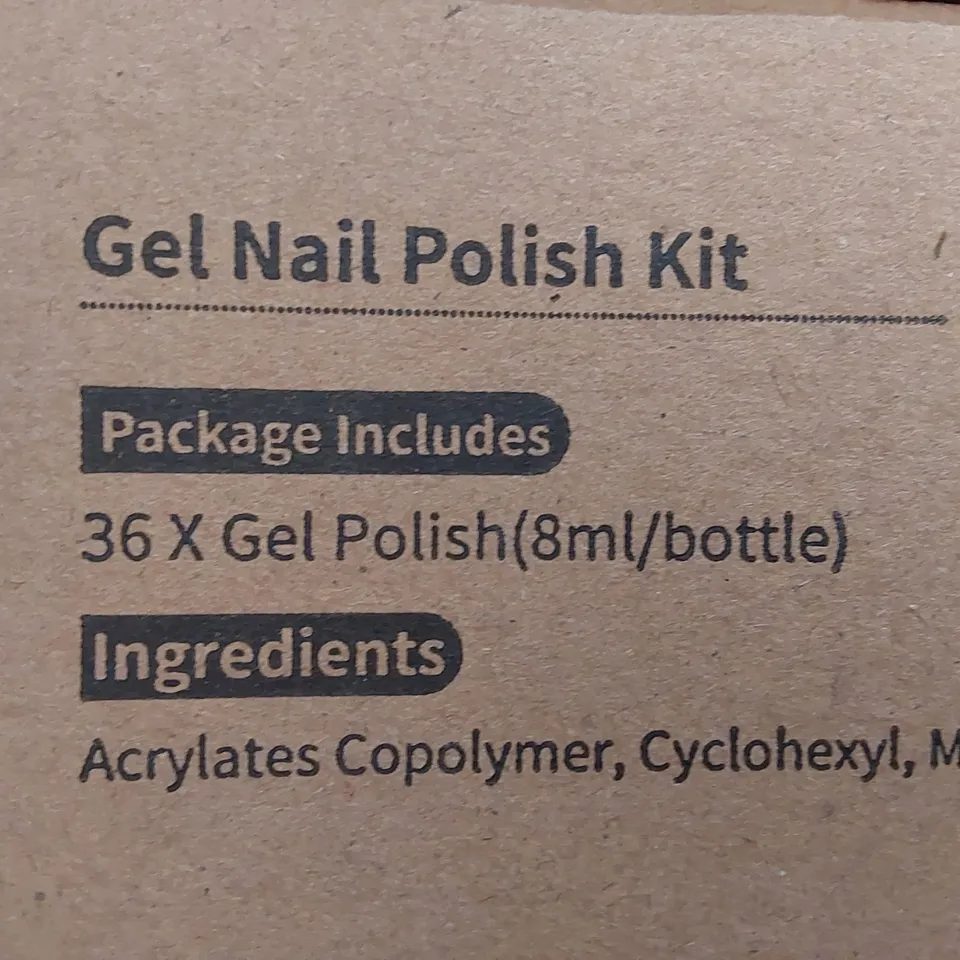 Gel Nail Polish Kit
Package Includes
36 X Gel Polish(8ml/bottle)
Ingredients
Acrylates Copolymer, Cyclohexyl,